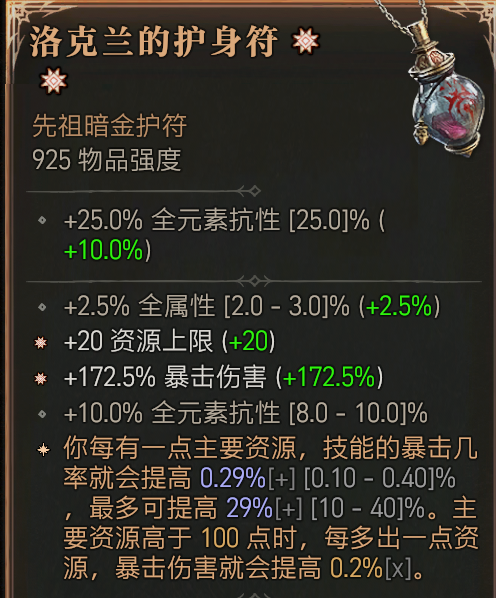 洛克兰的护身符
先祖暗金护符
925 物品强度
+25.0% 全元素抗性 [25.0]% (
+10.0%)
+2.5% 全属性 [2.0 - 3.0]% (+2.5%)
+20 资源上限 (+20)
+172.5% 暴击伤害 (+172.5%)
+10.0% 全元素抗性 [8.0 - 10.0]%
你每有一点主要资源，技能的暴击几
率就会提高 0.29%[+] [0.10 - 0.40]%
，最多可提高 29%[+] [10 - 40]%。主
要资源高于 100 点时，每多出一点资
源，暴击伤害就会提高 0.2%[x]。